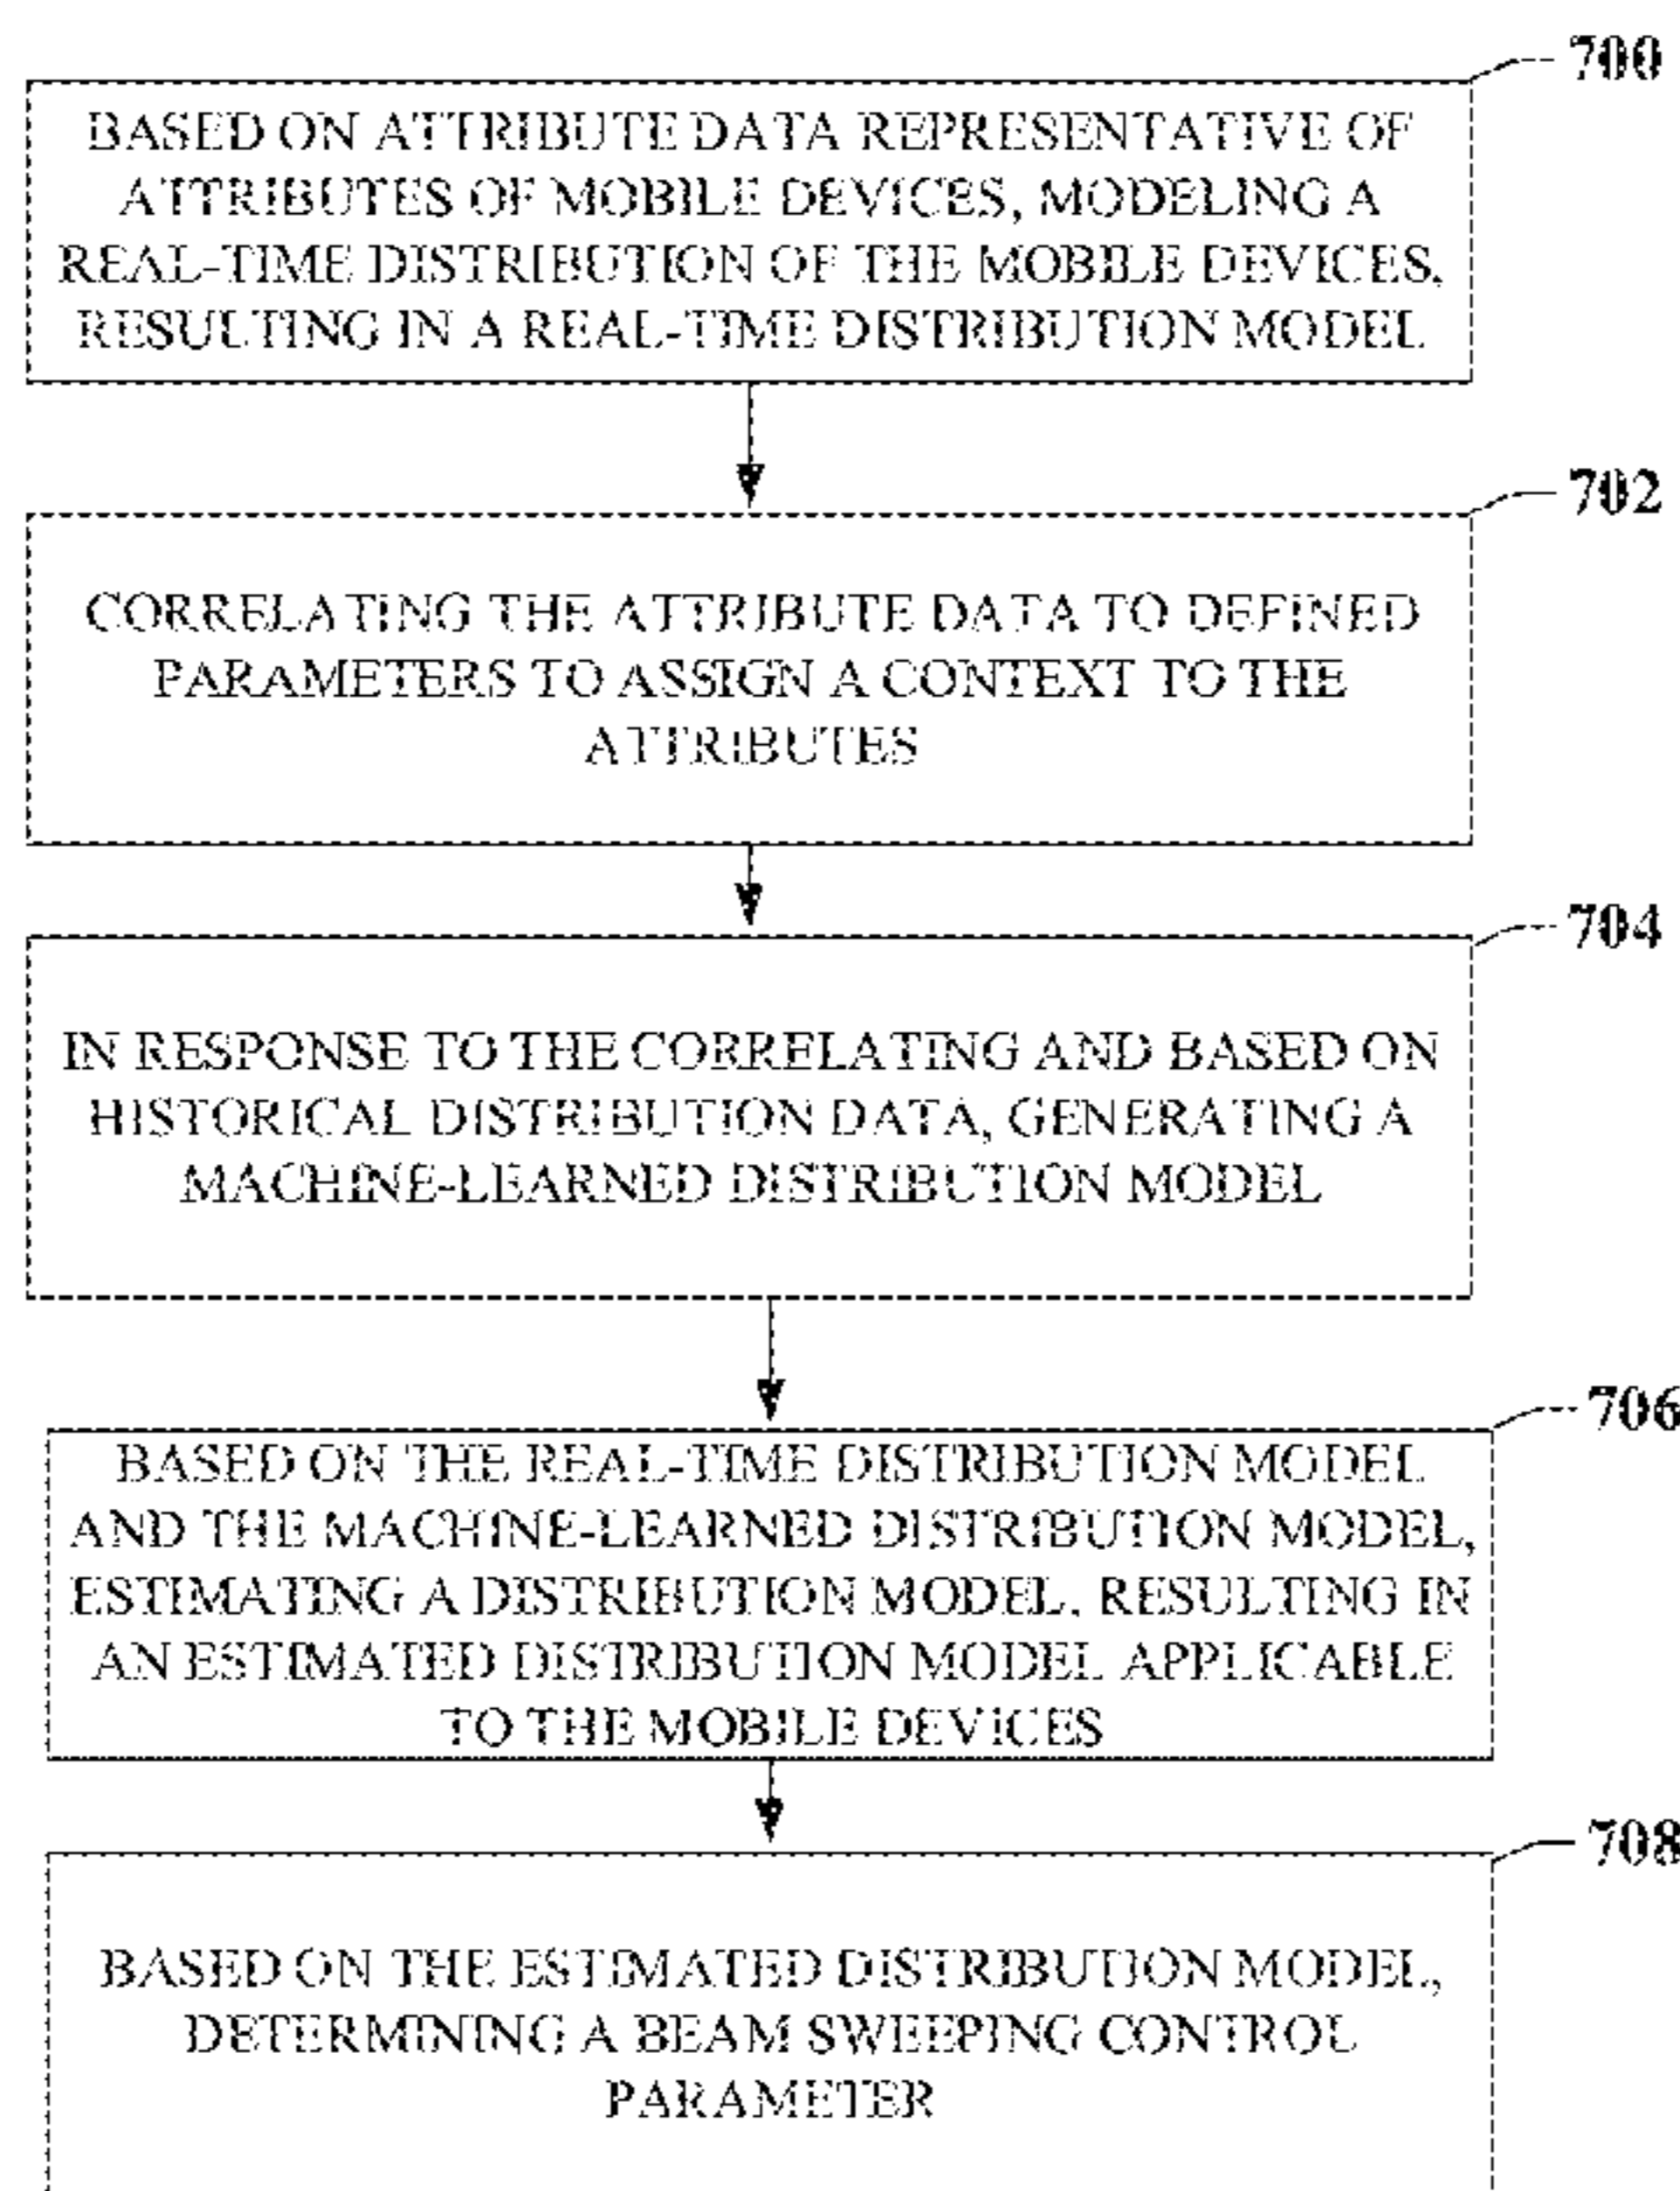 700
BASED ON ATTRIBUTE DATA REPRESENTATIVE OF
ATTRIBUTES OF MOBILE DEVICES, MODELING A
REAL-TIME DISTRIBUTION OF THE MOBILE DEVICES,
RESULTING IN A REAL-TIME DISTRIBUTION MODEL
702
CORRELATING THE ATTRIBUTE DATA TO DEFINED
PARAMETERS TO ASSIGN A CONTEXT TO THE
ATTRIBUTES
704
IN RESPONSE TO THE CORRELATING AND BASED ON
HISTORICAL DISTRIBUTION DATA, GENERATING A
MACHINE-LEARNED DISTRIBUTION MODEL
706
BASED ON THE REAL-TIME DISTRIBUTION MODEL
AND THE MACHINE-LEARNED DISTRIBUTION MODEL,
ESTIMATING A DISTRIBUTION MODEL, RESULTING IN
AN ESTIMATED DISTRIBUTION MODEL APPLICABLE
TO THE MOBILE DEVICES
708
BASED ON THE ESTIMATED DISTRIBUTION MODEL,
DETERMINING A BEAM SWEEPING CONTROL
PARAMETER